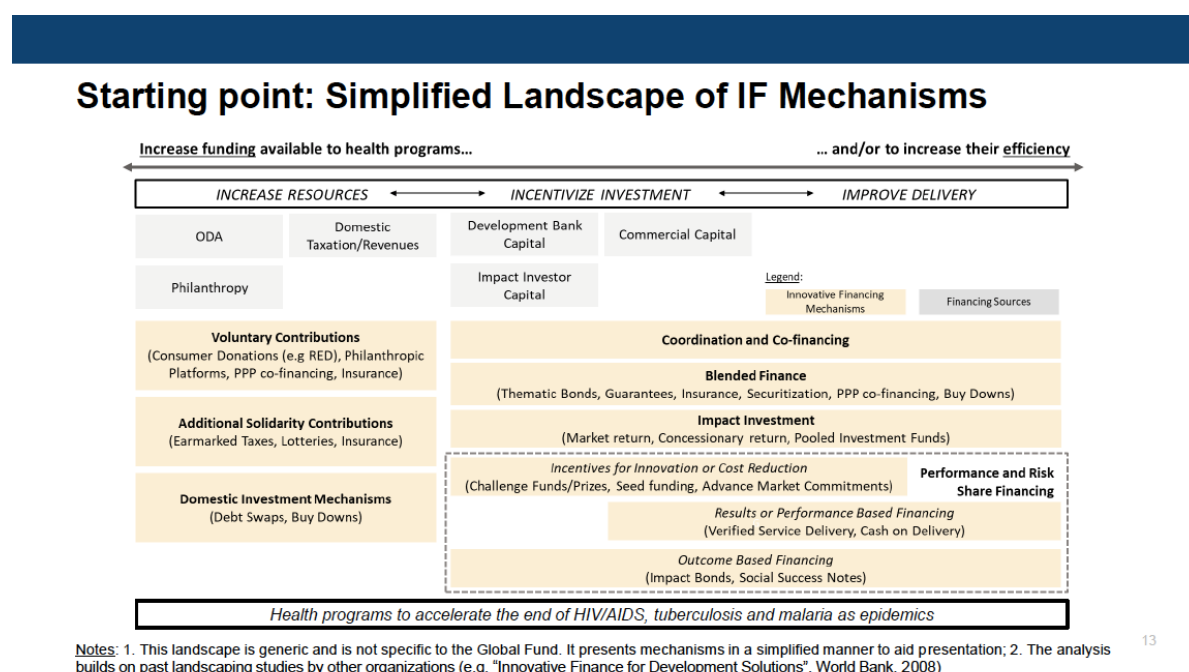 Starting point: Simplified Landscape of IF Mechanisms
Increase funding available to health programs…
… and/or to increase their efficiency
INCREASE RESOURCES
INCENTIVIZE INVESTMENT
IMPROVE DELIVERY
ODA
Domestic
Taxation/Revenues
Development Bank
Capital
Commercial Capital
Philanthropy
Impact Investor
Capital
Legend:
Innovative Financing
Mechanisms
Financing Sources
Voluntary Contributions
(Consumer Donations (e.g RED), Philanthropic
Platforms, PPP co-financing, Insurance)
Additional Solidarity Contributions
(Earmarked Taxes, Lotteries, Insurance)
Domestic Investment Mechanisms
(Debt Swaps, Buy Downs)
Coordination and Co-financing
Blended Finance
(Thematic Bonds, Guarantees, Insurance, Securitization, PPP co-financing, Buy Downs)
Impact Investment
(Market return, Concessionary return, Pooled Investment Funds)
Incentives for Innovation or Cost Reduction
(Challenge Funds/Prizes, Seed funding, Advance Market Commitments)
Performance and Risk
Share Financing
Results or Performance Based Financing
(Verified Service Delivery, Cash on Delivery)
Outcome Based Financing
(Impact Bonds, Social Success Notes)
Health programs to accelerate the end of HIV/AIDS, tuberculosis and malaria as epidemics
13
Notes: 1. This landscape is generic and is not specific to the Global Fund. It presents mechanisms in a simplified manner to aid presentation; 2. The analysis
builds on past landscaping studies by other organizations (e.g. “Innovative Finance for Development Solutions”, World Bank, 2008)